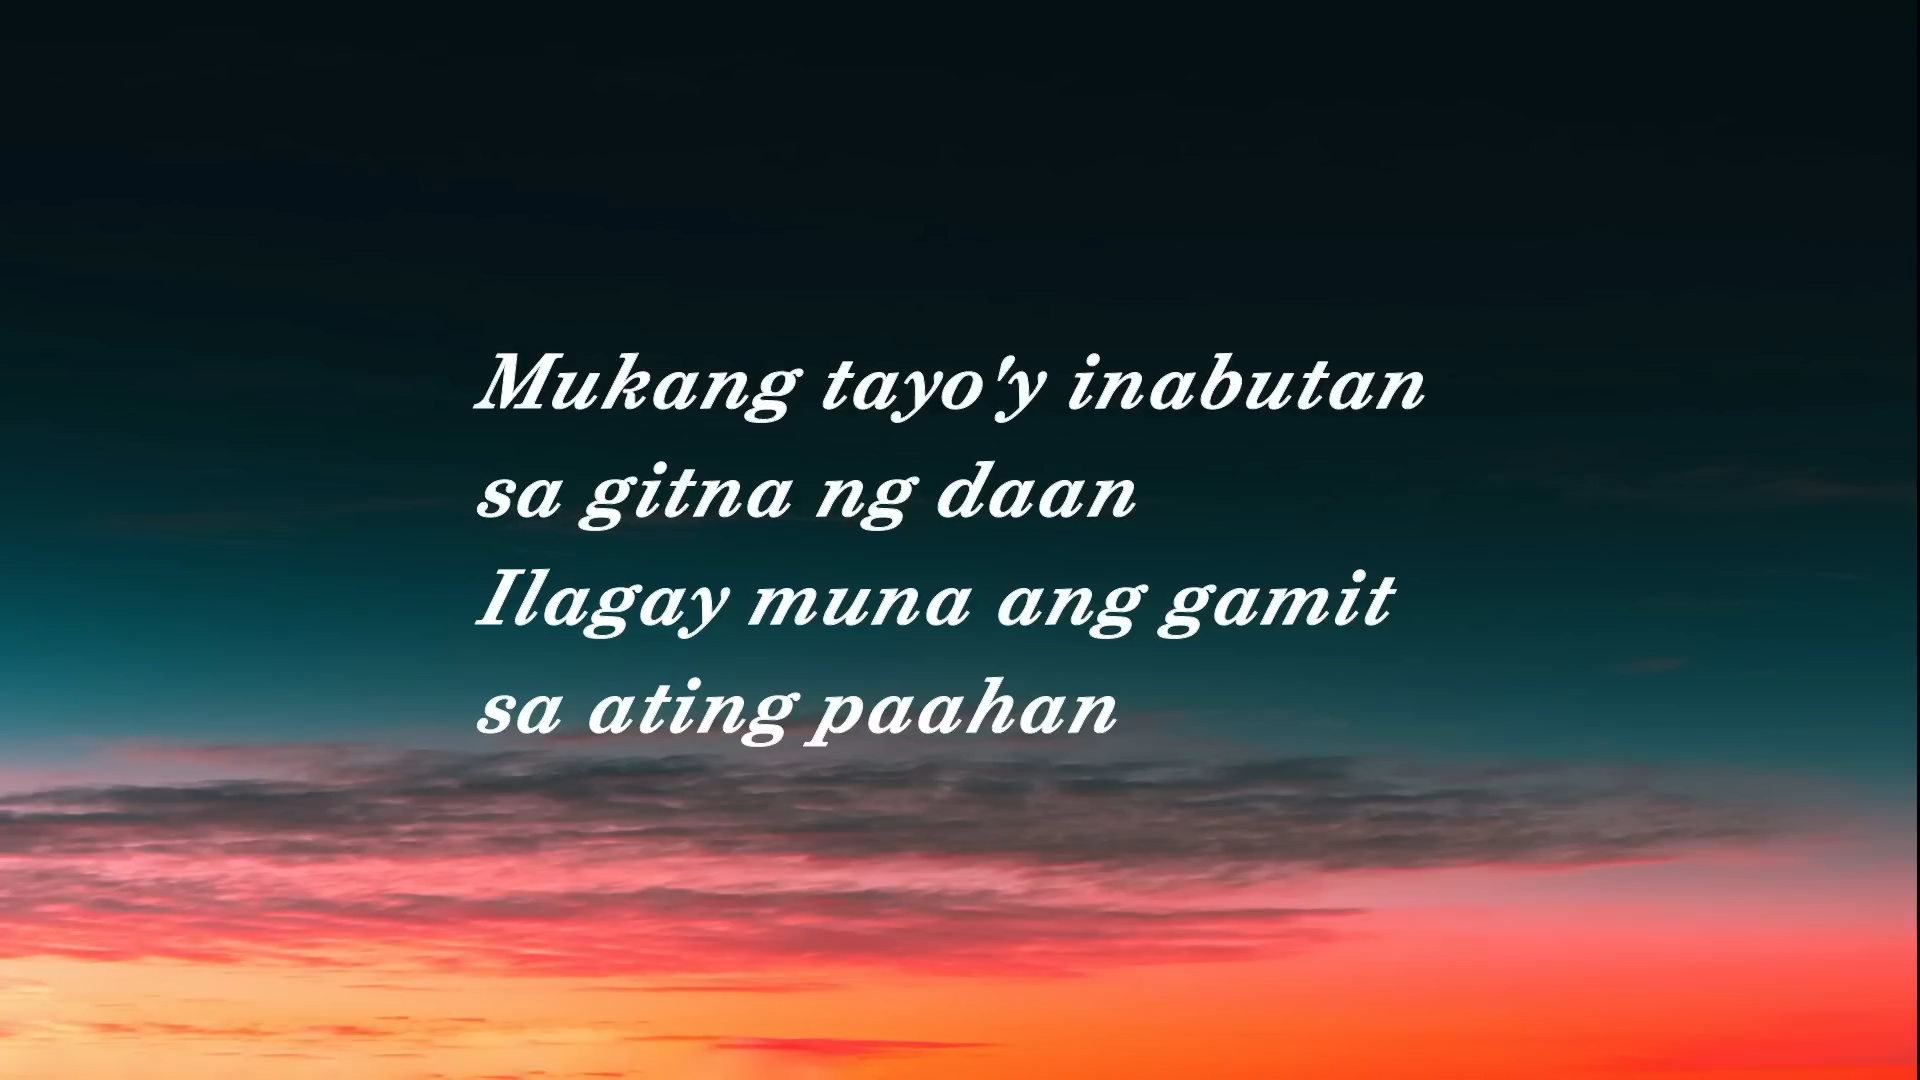 Mukang tayo'y inabutan
sa gitna ng daan
Ilagay muna ang gamit
sa ating paahan